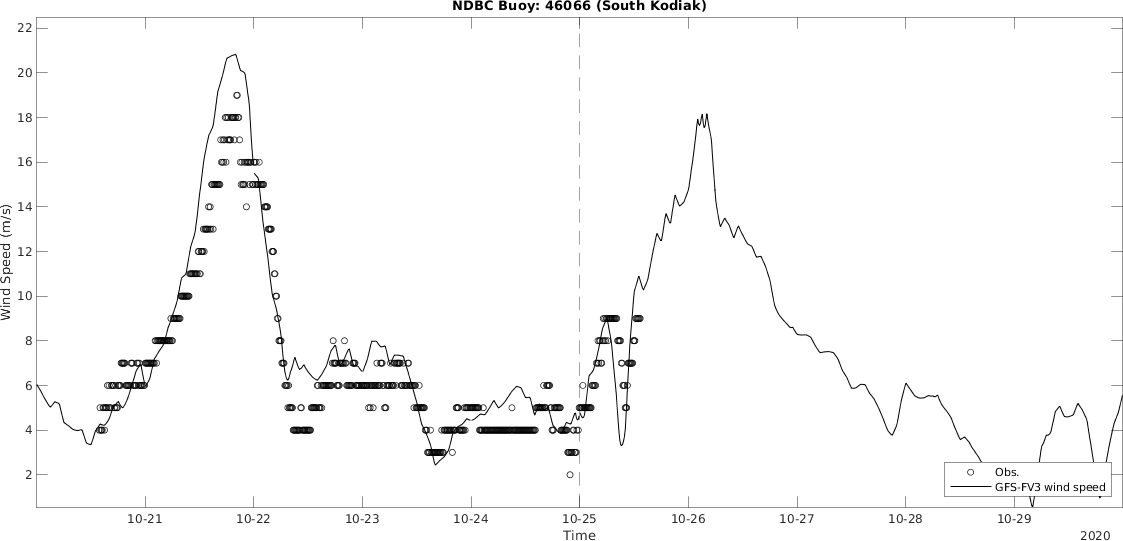 NDBC Buoy: 46066 (South Kodiak)
22
20
18
16
14
12
10
8
6
4
2
Wind Speed (m/s)
10-21 10-22 10-23 10-24 10-25 10-26 10-27 10-28 10-29
Time
2020
Obs.
GFS-FV3 wind speed